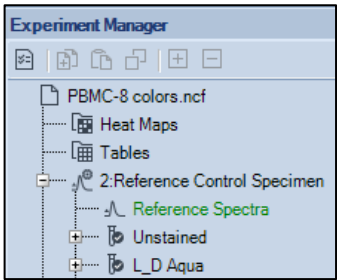 Experiment Manager
PBMC-8 colors.ncf
Heat Maps
Tables
2:Reference Control Specimen
Reference Spectra
Unstained
L_D Aqua